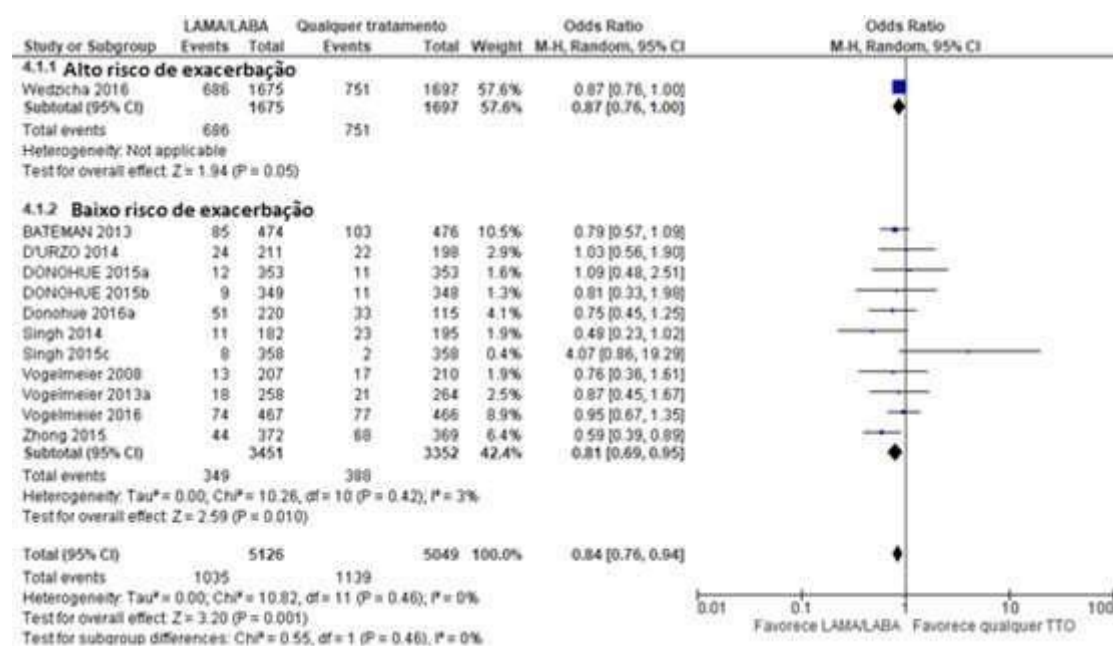 LAMA/LABA Qualquer tratamento Odds Ratio Odds Ratio
Study or Subgroup Events Total Events Total Weight M-H, Random, 95% CI M-H, Random, 95% CI
4.1.1 Alto risco de exacerbação
Wedzicha 2016 686 1675 751 1697 57.6% 0.87 [0.76, 1.00]
Subtotal (95% CI) 1675 1697 57.6% 0.87 [0.76, 1.00]
Total events 686 751
Heterogeneity: Not applicable
Test for overall effect: Z = 1.94 (P = 0.05)
4.1.2 Baixo risco de exacerbação
BATEMAN 2013 85 474 103 476 10.5% 0.79 [0.57, 1.09]
D'URZO 2014 24 211 22 198 2.9% 1.03 [0.56, 1.90]
DONOHUE 2015a 12 353 11 353 1.6% 1.09 [0.48, 2.51]
DONOHUE 2015b 9 349 11 348 1.3% 0.81 [0.33, 1.98]
Donohue 2016a 51 220 33 115 4.1% 0.75 [0.45, 1.25]
Singh 2014 11 182 23 195 1.9% 0.48 [0.23, 1.02]
Singh 2015c 8 358 2 358 0.4% 4.07 [0.86, 19.29]
Vogelmeier 2008 13 207 17 210 1.9% 0.76 [0.36, 1.61]
Vogelmeier 2013a 18 258 21 264 2.5% 0.87 [0.45, 1.67]
Vogelmeier 2016 74 467 77 466 8.9% 0.95 [0.67, 1.35]
Zhong 2015 44 372 68 369 6.4% 0.59 [0.39, 0.89]
Subtotal (95% CI) 3451 3352 42.4% 0.81 [0.69, 0.95]
Total events 349 388
Heterogeneity: Tau² = 0.00; Chi² = 10.26, df = 10 (P = 0.42); I² = 3%
Test for overall effect: Z = 2.59 (P = 0.010)
Total (95% CI) 5126 5049 100.0% 0.84 [0.76, 0.94]
Total events 1035 1139
Heterogeneity: Tau² = 0.00; Chi² = 10.82, df = 11 (P = 0.46); I² = 0%
Test for overall effect: Z = 3.20 (P = 0.001)
Test for subgroup differences: Chi² = 0.55, df = 1 (P = 0.46), I² = 0%
0.01 0.1 1 10 100
Favorece LAMA/LABA Favorece qualquer TTO